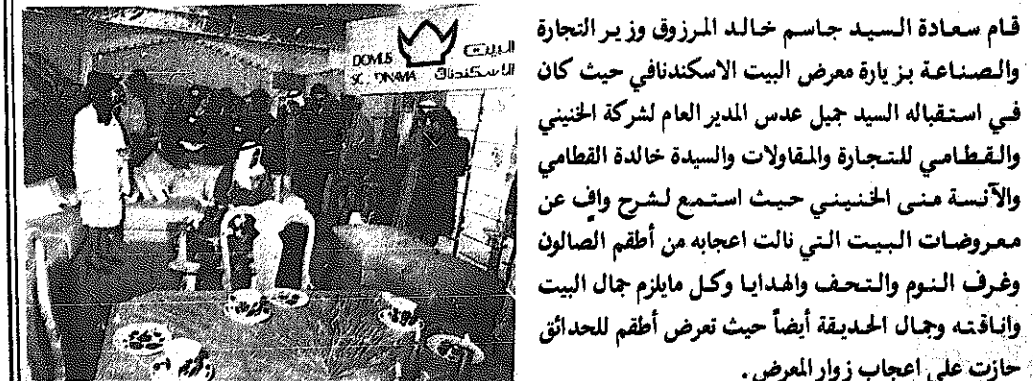 DOMUS
SC DINAVIA
البيت
الاسكندناف
قام سعادة السيد جاسم خالد المرزوق وزير التجارة
والصناعة بزيارة معرض البيت الاسكندنافي حيث كان
في استقباله السيد جميل عدس المدير العام لشركة الخنيني
والقطامي للتجارة والمقاولات والسيدة خالدة القطامي
والآنسة منى الخنيني حيث استمع لشرح وافٍ عن
معروضات البيت التي نالت اعجابه من أطقم الصالون
وغرف النوم والتحف والهدايا وكل مايلزم جمال البيت
واناقته وجمال الحديقة أيضاً حيث تعرض أطقم للحدائق
حازت على اعجاب زوار المعرض .